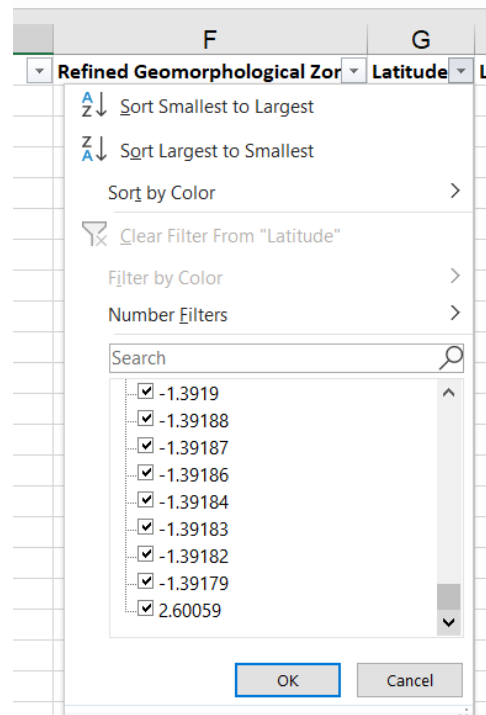 F G
Refined Geomorphological Zor Latitude L
Sort Smallest to Largest
Sort Largest to Smallest
Sort by Color
Clear Filter From "Latitude"
Filter by Color
Number Filters
Search
-1.3919
-1.39188
-1.39187
-1.39186
-1.39184
-1.39183
-1.39182
-1.39179
2.60059
OK Cancel